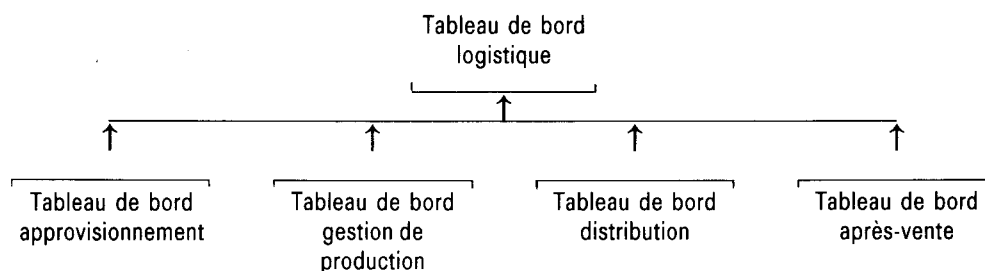 Tableau de bord
logistique
Tableau de bord
approvisionnement
Tableau de bord
gestion de
production
Tableau de bord
distribution
Tableau de bord
après-vente